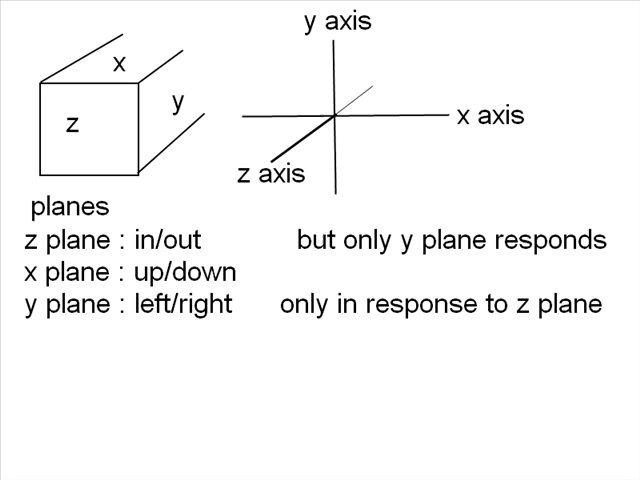 y axis
x
y
z
x axis
z axis
planes
z plane : in/out but only y plane responds
x plane : up/down
y plane : left/right only in response to z plane